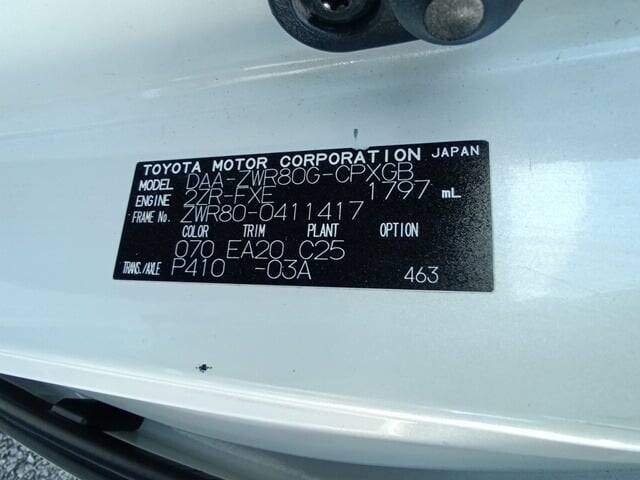 TOYOTA MOTOR CORPORATION JAPAN
MODEL DAA-ZWR80G-CPXGB
ENGINE 2ZR-FXE 1797 mL
FRAME No. ZWR80-0411417
COLOR TRIM PLANT OPTION
070 EA20 C25
TRANS./AXLE P410 -03A 463